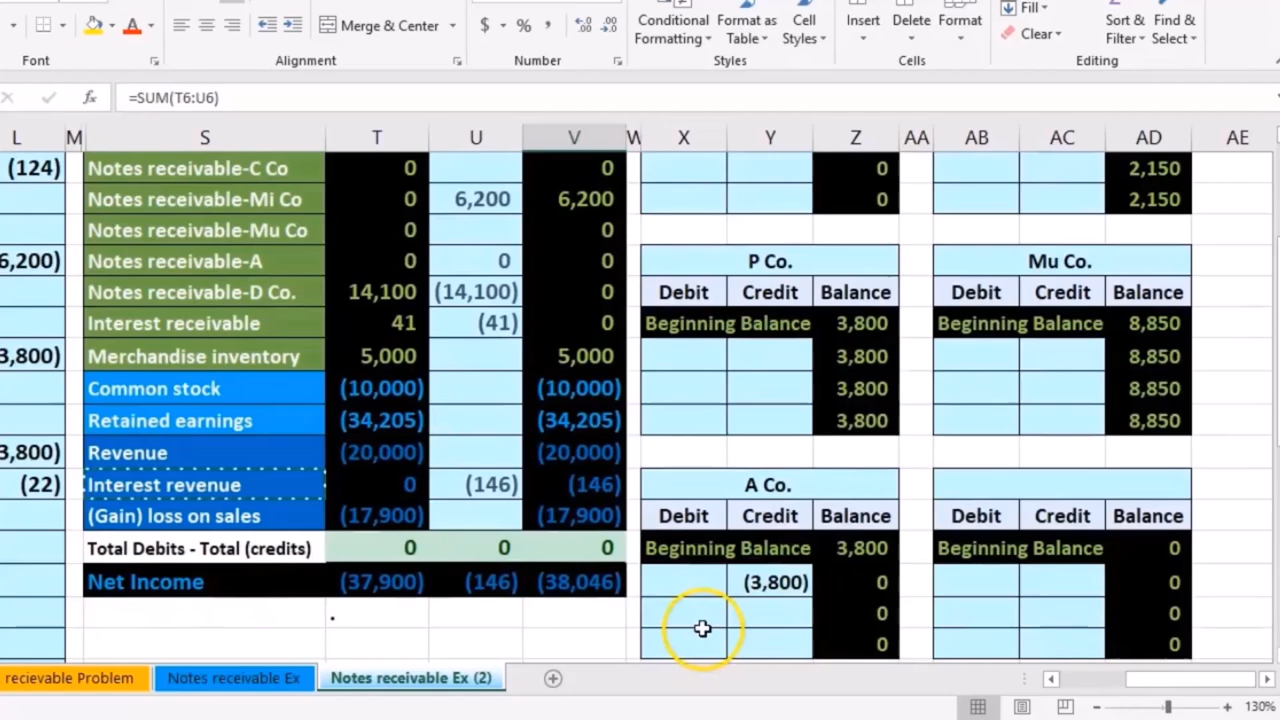 Merge & Center $ % , Conditional Format as Cell Insert Delete Format Fill Sort & Find &
Formatting Table Styles Clear Filter Select
Font Alignment Number Styles Cells Editing
fx =SUM(T6:U6)
L M S T U V W X Y Z AA AB AC AD AE
(124) Notes receivable-C Co 0 0 0 2,150
Notes receivable-Mi Co 0 6,200 6,200 0 2,150
Notes receivable-Mu Co 0 0
6,200) Notes receivable-A 0 0 0 P Co. Mu Co.
Notes receivable-D Co. 14,100 (14,100) 0 Debit Credit Balance Debit Credit Balance
Interest receivable 41 (41) 0 Beginning Balance 3,800 Beginning Balance 8,850
3,800) Merchandise inventory 5,000 5,000 3,800 8,850
Common stock (10,000) (10,000) 3,800 8,850
Retained earnings (34,205) (34,205) 3,800 8,850
3,800) Revenue (20,000) (20,000)
(22) Interest revenue 0 (146) (146) A Co.
(Gain) loss on sales (17,900) (17,900) Debit Credit Balance Debit Credit Balance
Total Debits - Total (credits) 0 0 0 Beginning Balance 3,800 Beginning Balance 0
Net Income (37,900) (146) (38,046) (3,800) 0 0
0 0
0 0
recievable Problem Notes receivable Ex Notes receivable Ex (2)
130%